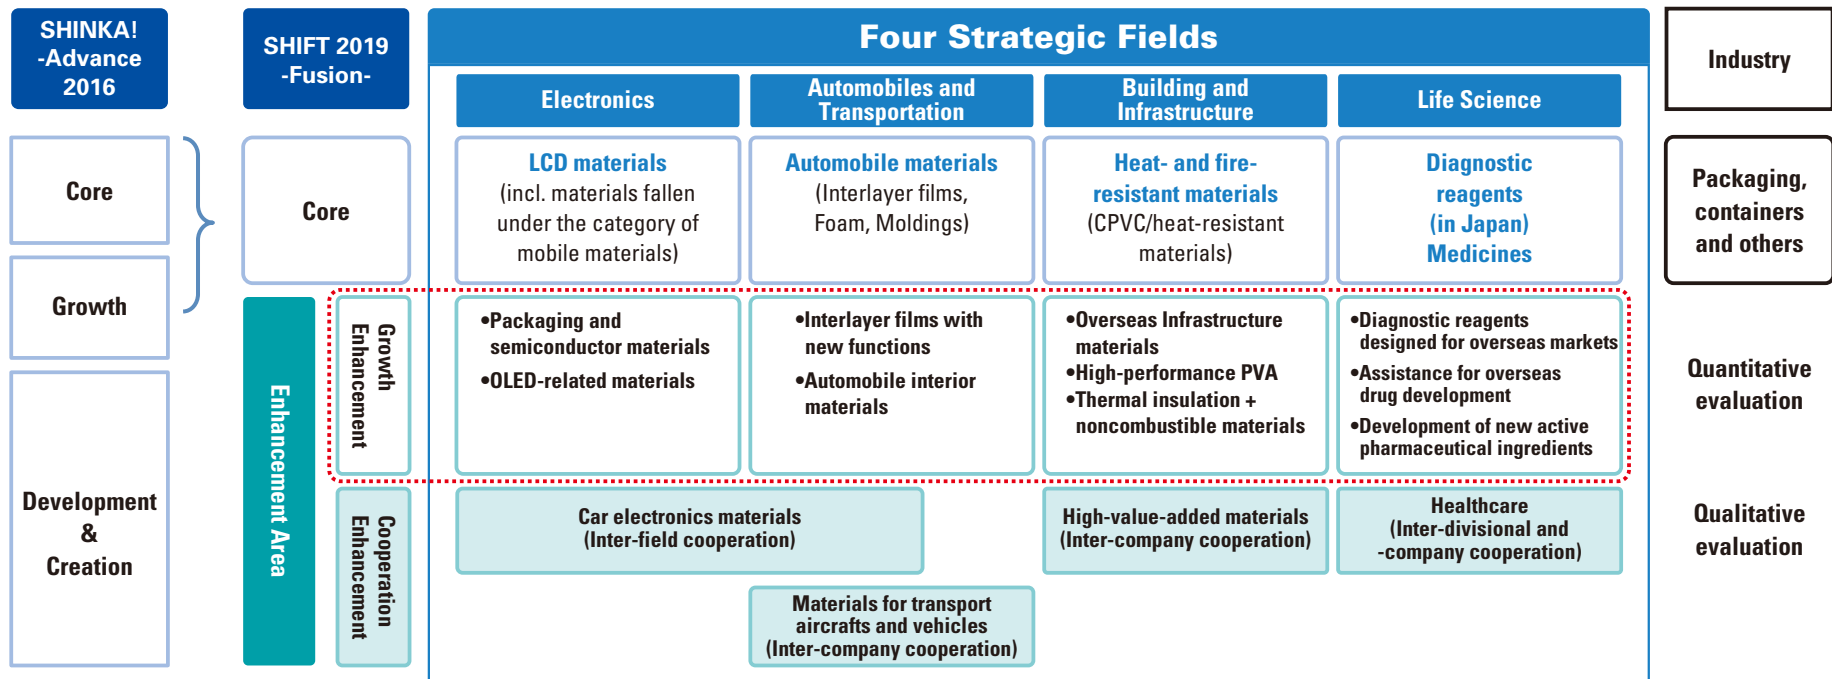 SHINKA!
-Advance
2016
SHIFT 2019
-Fusion-
Four Strategic Fields
Industry
Electronics
Automobiles and
Transportation
Building and
Infrastructure
Life Science
Core
Growth
Development
&
Creation
Core
LCD materials
(incl. materials fallen
under the category of
mobile materials)
Automobile materials
(Interlayer films,
Foam, Moldings)
Heat- and fire-
resistant materials
(CPVC/heat-resistant
materials)
Diagnostic
reagents
(in Japan)
Medicines
Packaging,
containers
and others
Enhancement Area
Growth
Enhancement
•Packaging and
semiconductor materials
•OLED-related materials
•Interlayer films with
new functions
•Automobile interior
materials
•Overseas Infrastructure
materials
•High-performance PVA
•Thermal insulation +
noncombustible materials
•Diagnostic reagents
designed for overseas markets
•Assistance for overseas
drug development
•Development of new active
pharmaceutical ingredients
Quantitative
evaluation
Cooperation
Enhancement
Car electronics materials
(Inter-field cooperation)
High-value-added materials
(Inter-company cooperation)
Healthcare
(Inter-divisional and
-company cooperation)
Qualitative
evaluation
Materials for transport
aircrafts and vehicles
(Inter-company cooperation)